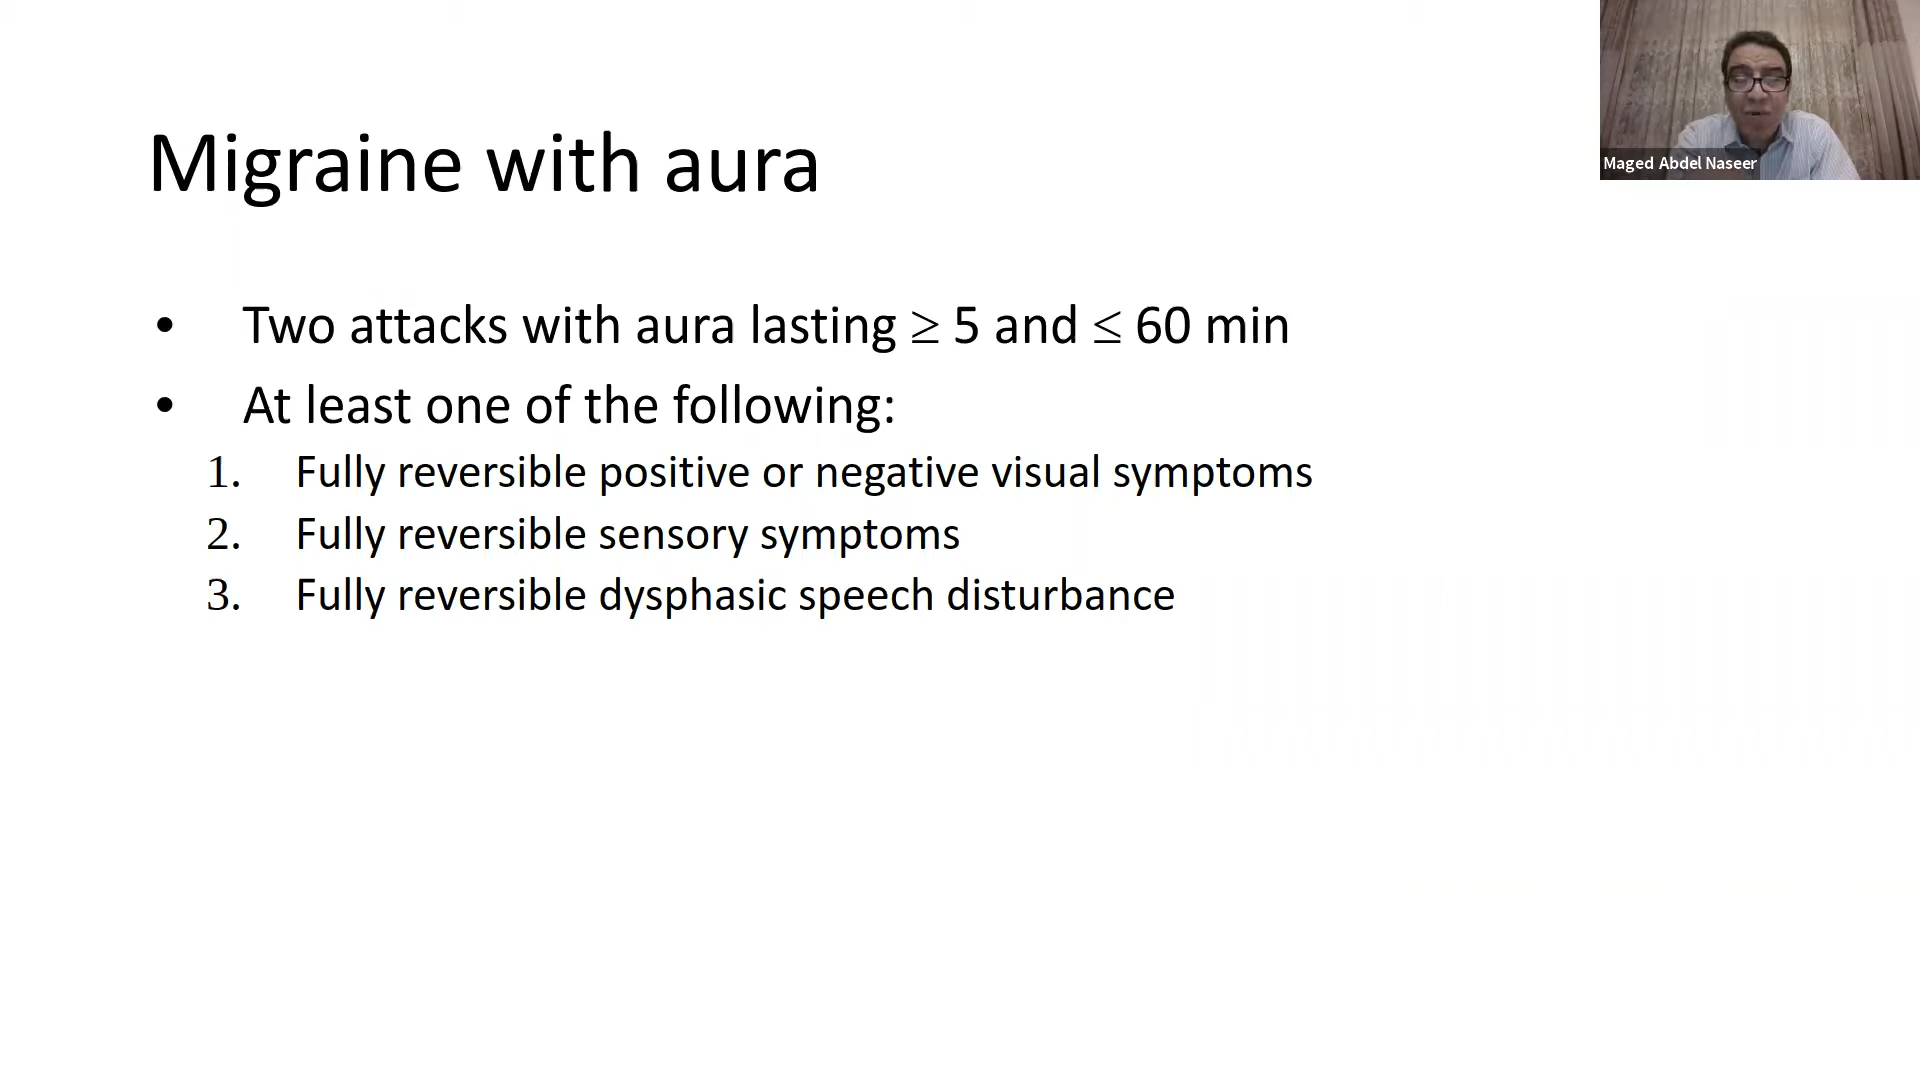 Maged Abdel Naseer
Migraine with aura
• Two attacks with aura lasting ≥ 5 and ≤ 60 min
• At least one of the following:
1. Fully reversible positive or negative visual symptoms
2. Fully reversible sensory symptoms
3. Fully reversible dysphasic speech disturbance